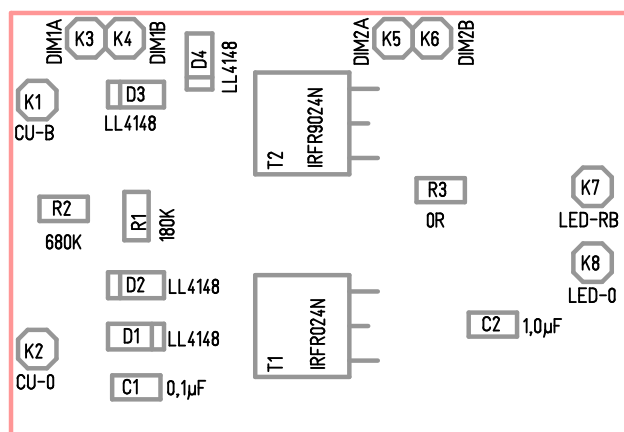 DIM1A
K3
K4
DIM1B
D4
LL4148
DIM2A
K5
K6
DIM2B
K1
CU-B
D3
LL4148
T2
IRFR9024N
R2
680K
R1
180K
R3
0R
K7
LED-RB
K8
LED-0
D2
LL4148
D1
LL4148
T1
IRFR024N
C2
1,0µF
K2
CU-0
C1
0,1µF